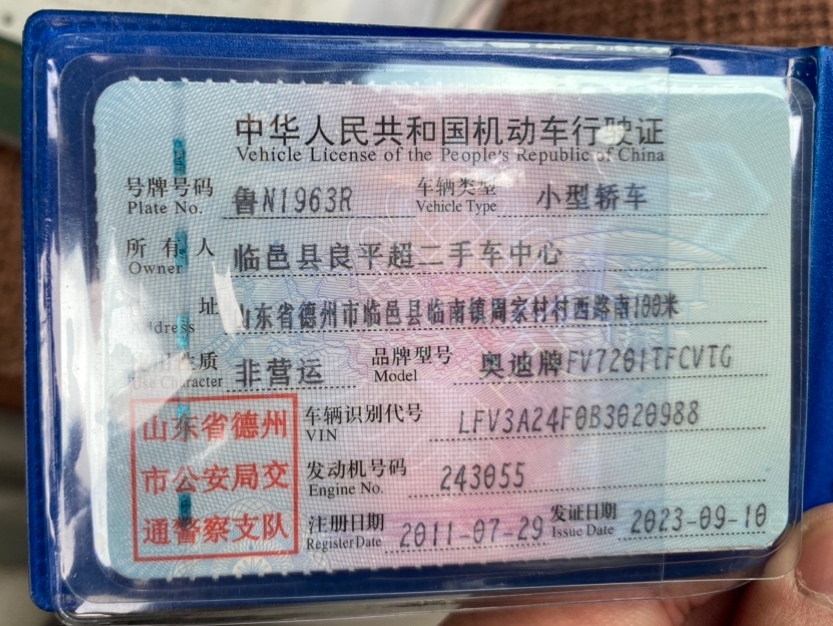 中华人民共和国机动车行驶证
Vehicle License of the People's Republic of China
号牌号码 鲁N1963R 车辆类型 小型轿车
Plate No. Vehicle Type
所有人 临邑县良平超二手车中心
Owner
址 山东省德州市临邑县临南镇周家村村西路南100米
Address
性质 非营运 品牌型号 奥迪牌FV7201TFCVTG
Use Character Model
山东省德州 车辆识别代号 LFV3A24F0B3020988
VIN
市公安局交 发动机号码 243055
Engine No.
通警察支队 注册日期 2011-07-29 发证日期 2023-09-10
Register Date Issue Date